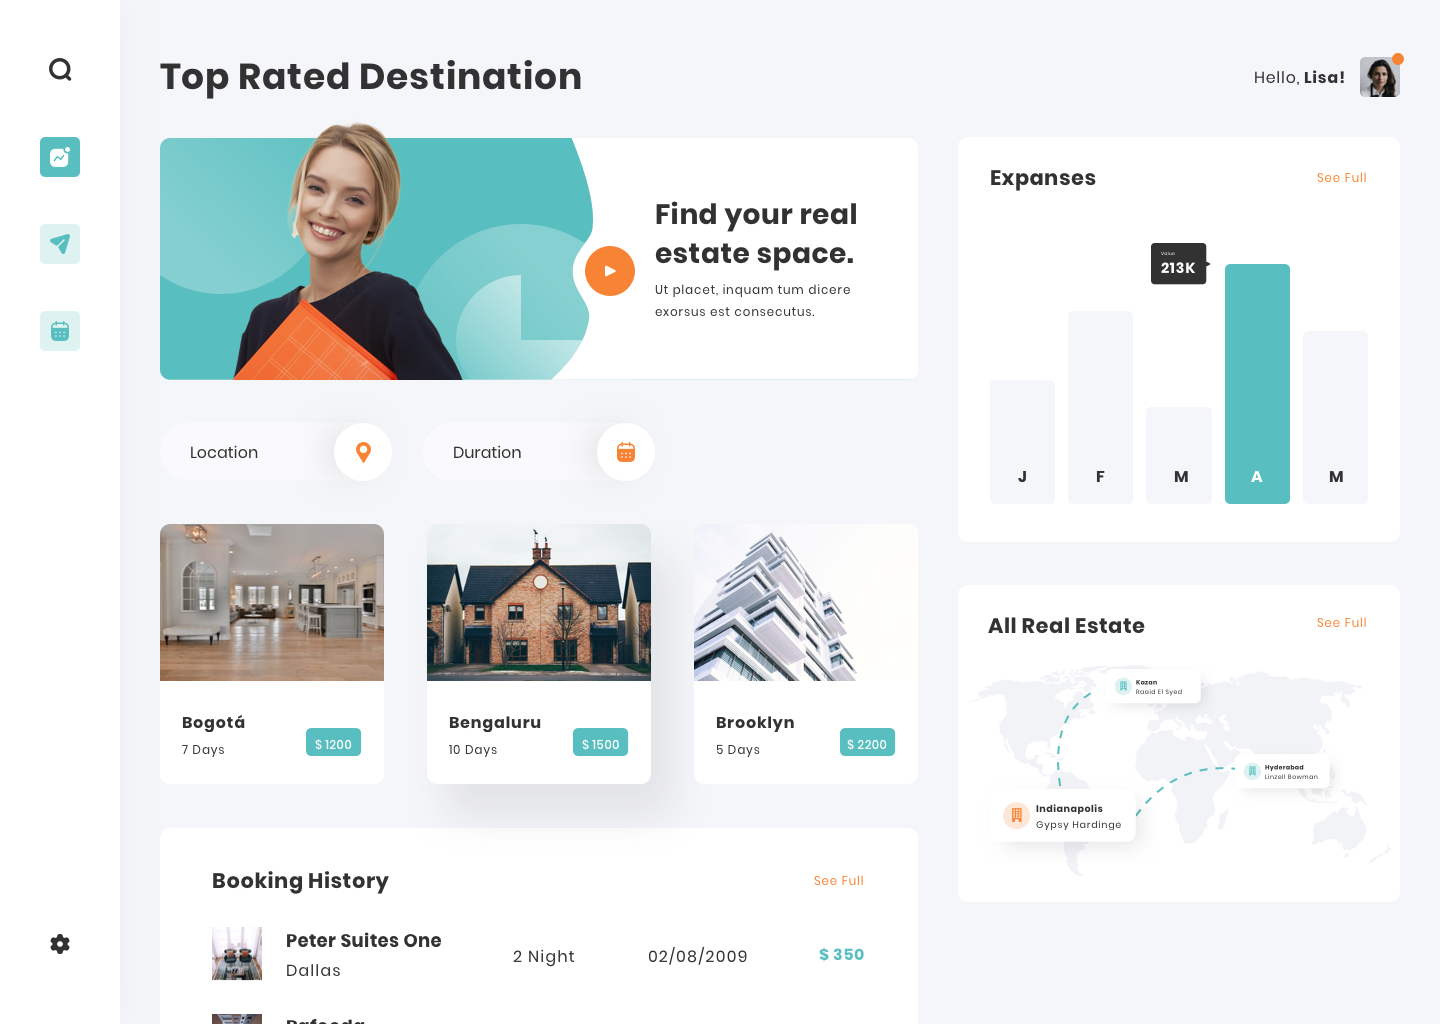 Top Rated Destination
Hello, Lisa!
Find your real
estate space.
Ut placet, inquam tum dicere
exorsus est consecutus.
Location
Duration
Bogotá
7 Days
$ 1200
Bengaluru
10 Days
$ 1500
Brooklyn
5 Days
$ 2200
Booking History
See Full
Peter Suites One
Dallas
2 Night
02/08/2009
$ 350
Expanses
See Full
Value
213K
J
F
M
A
M
All Real Estate
See Full
Kazan
Raaid El Syed
Hyderabad
Linzell Bowman
Indianapolis
Gypsy Hardinge